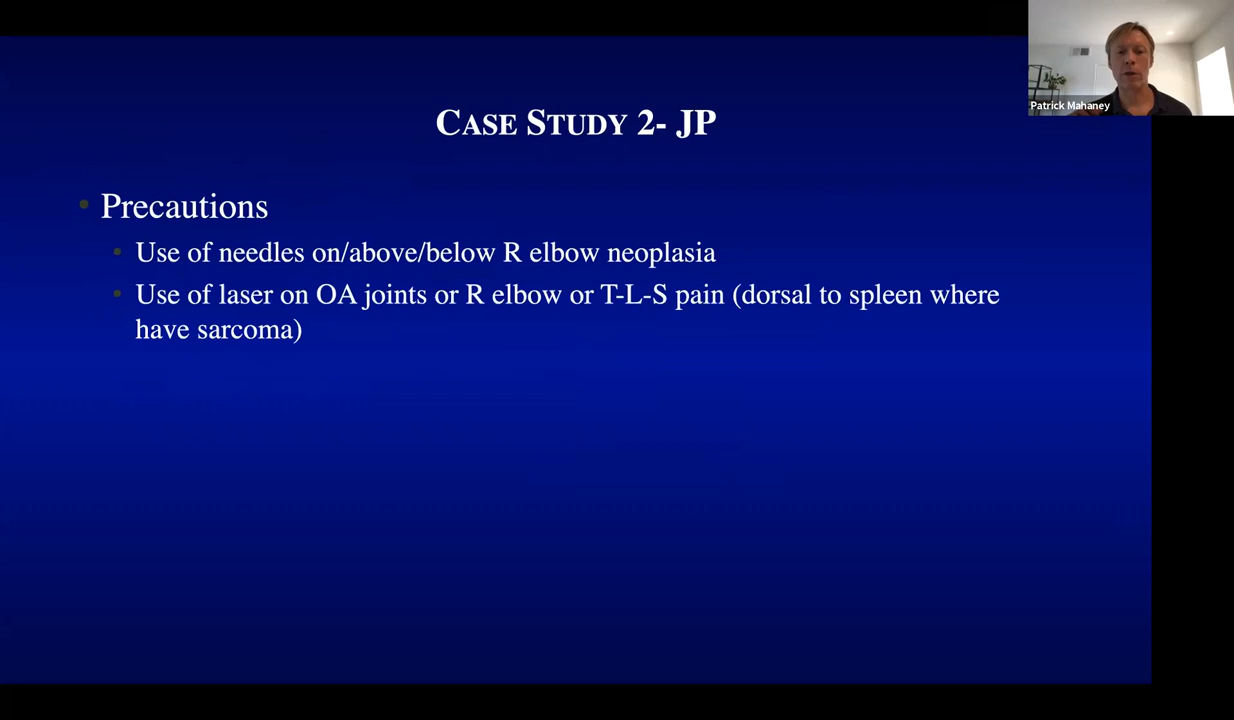 Patrick Mahaney
CASE STUDY 2- JP
• Precautions
• Use of needles on/above/below R elbow neoplasia
• Use of laser on OA joints or R elbow or T-L-S pain (dorsal to spleen where
have sarcoma)